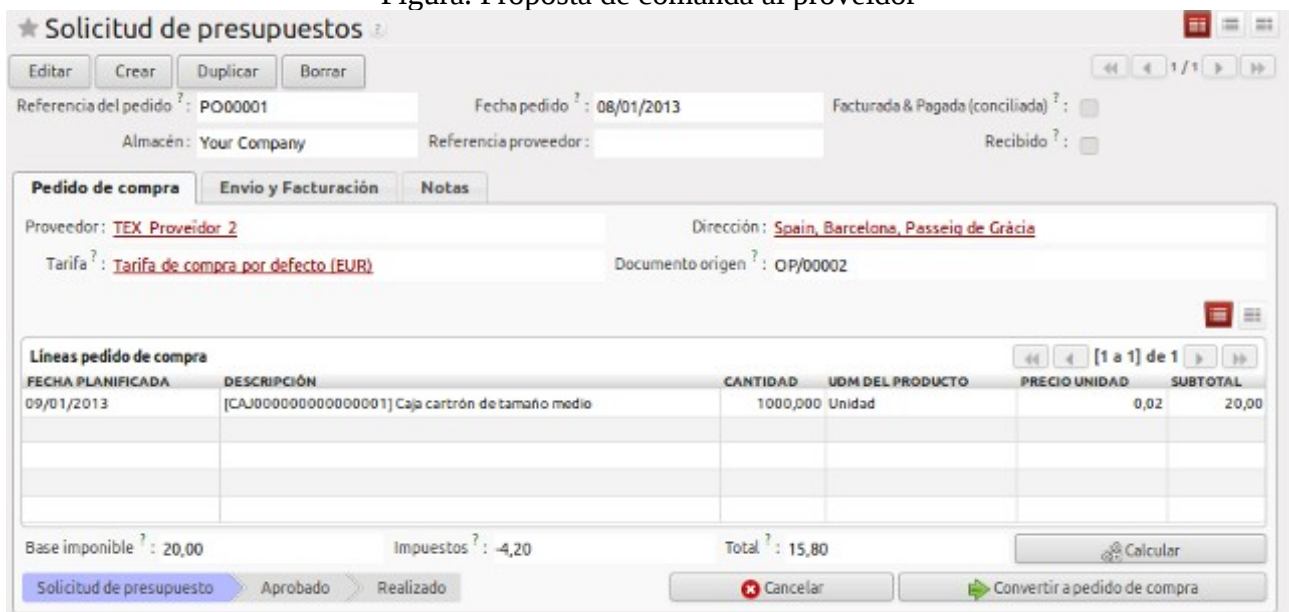 Figura: Proposta de comanda al proveïdor
Solicitud de presupuestos ?
Editar Crear Duplicar Borrar 1 / 1
Referencia del pedido ? : PO00001 Fecha pedido ? : 08/01/2013 Facturada & Pagada (conciliada) ? :
Almacén : Your Company Referencia proveedor : Recibido ? :
Pedido de compra Envío y Facturación Notas
Proveedor : TEX Proveïdor 2 Dirección : Spain, Barcelona, Passeig de Gràcia
Tarifa ? : Tarifa de compra por defecto (EUR) Documento origen ? : OP/00002
Líneas pedido de compra [1 a 1] de 1
FECHA PLANIFICADA DESCRIPCIÓN CANTIDAD UDM DEL PRODUCTO PRECIO UNIDAD SUBTOTAL
09/01/2013 [CAJ000000000000001] Caja cartrón de tamaño medio 1000,000 Unidad 0,02 20,00
Base imponible ? : 20,00 Impuestos ? : -4,20 Total ? : 15,80 Calcular
Solicitud de presupuesto Aprobado Realizado Cancelar Convertir a pedido de compra